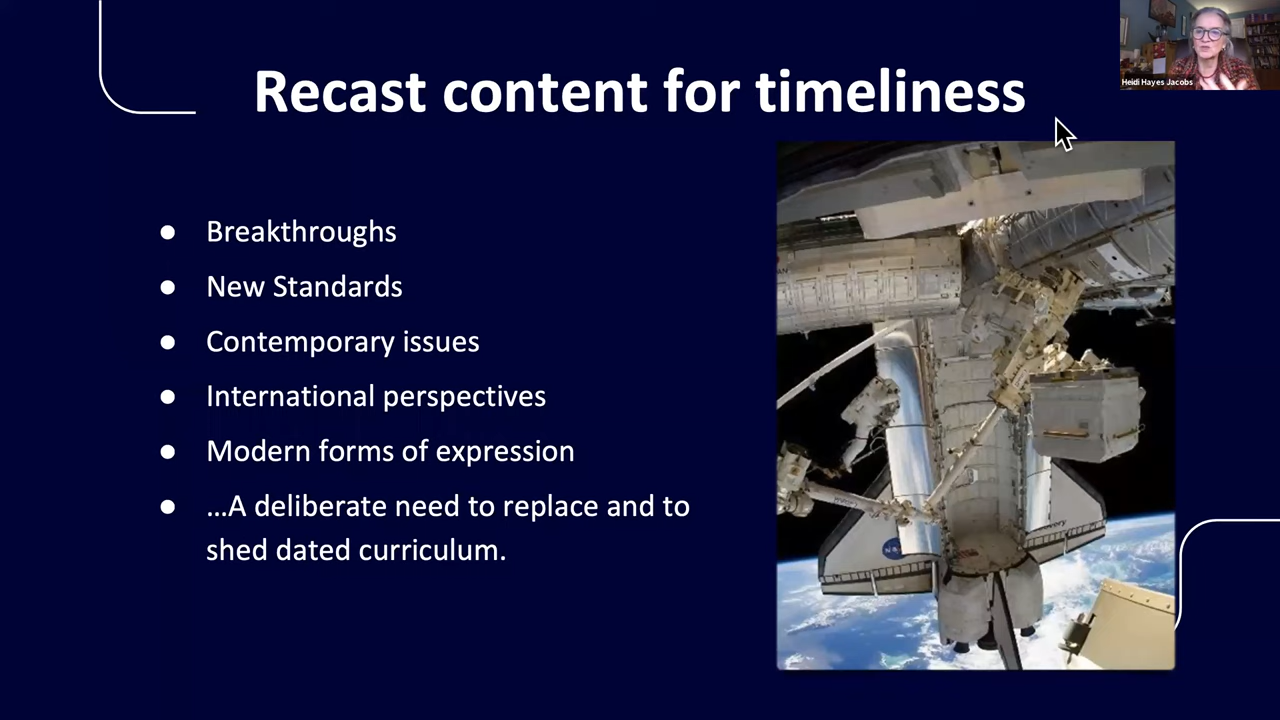 Recast content for timeliness
Heidi Hayes Jacobs
● Breakthroughs
● New Standards
● Contemporary issues
● International perspectives
● Modern forms of expression
● …A deliberate need to replace and to
shed dated curriculum.